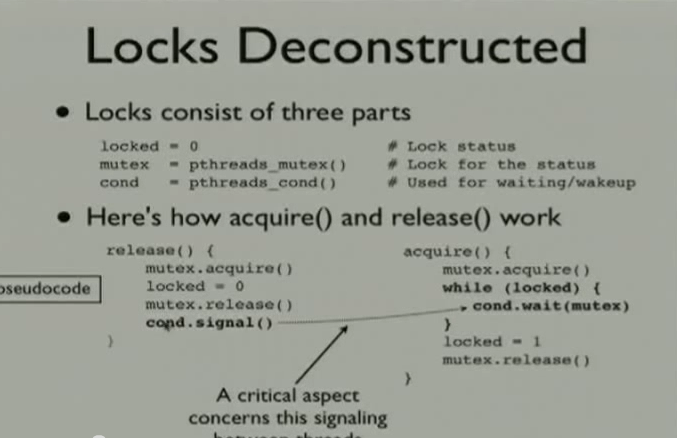 Locks Deconstructed
• Locks consist of three parts
locked = 0 # Lock status
mutex = pthreads_mutex() # Lock for the status
cond = pthreads_cond() # Used for waiting/wakeup
• Here's how acquire() and release() work
pseudocode
release() {
mutex.acquire()
locked = 0
mutex.release()
cond.signal()
}
acquire() {
mutex.acquire()
while (locked) {
cond.wait(mutex)
}
locked = 1
mutex.release()
}
A critical aspect
concerns this signaling
between threads